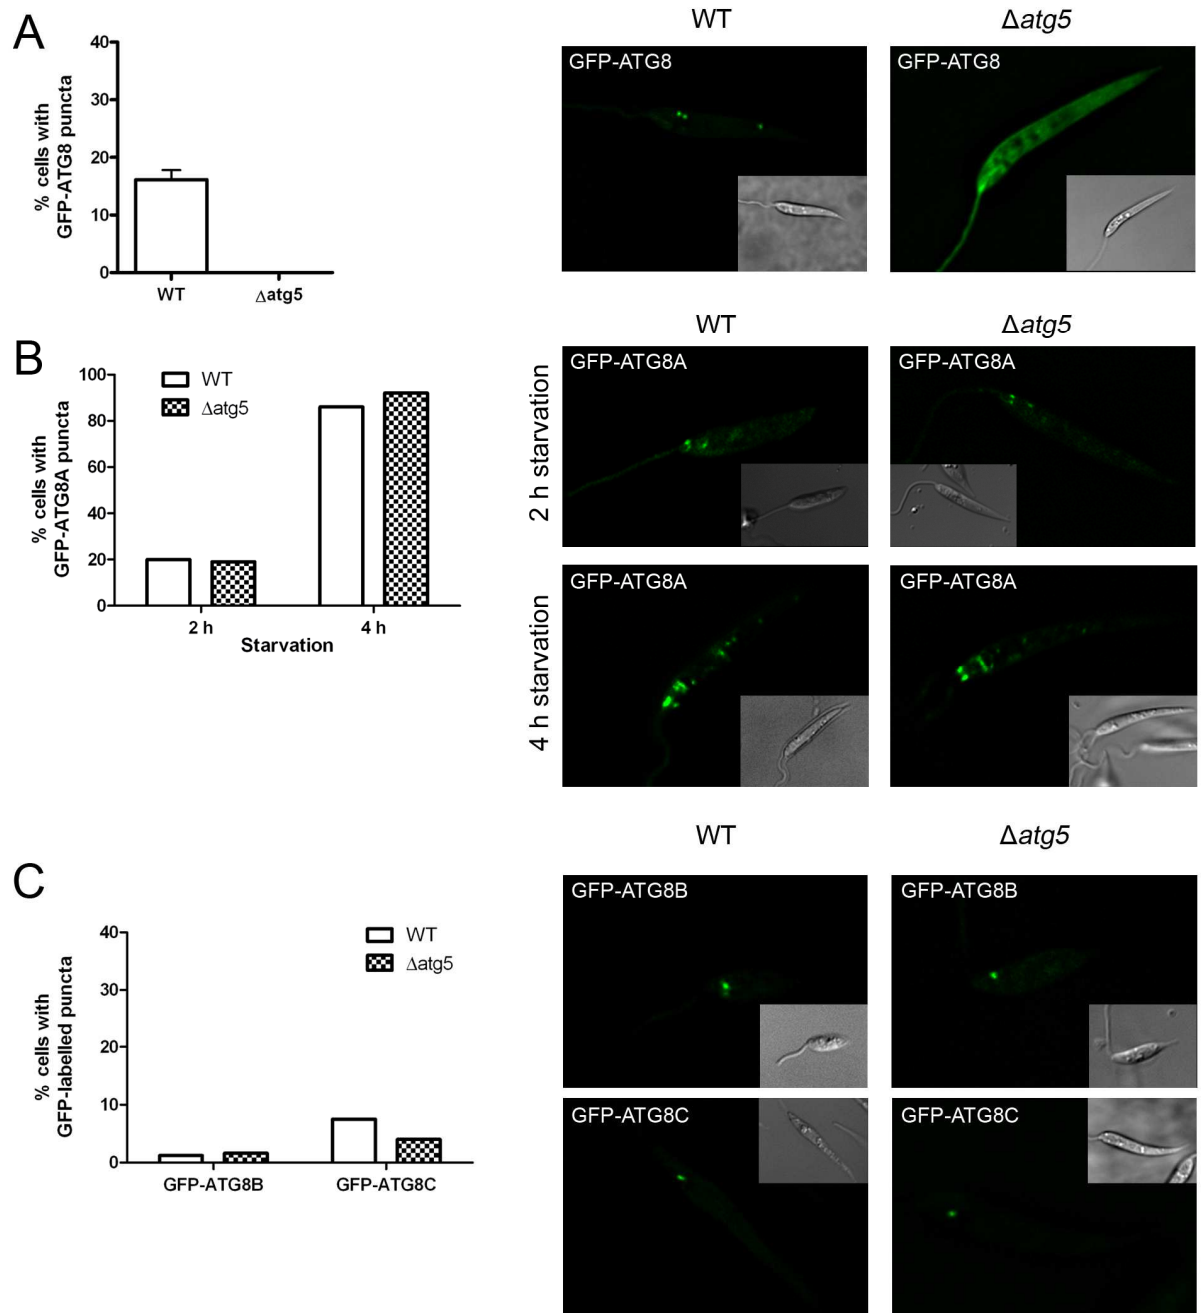 A
% cells with
GFP-ATG8 puncta
40
30
20
10
0
WT
Δatg5
WT
Δatg5
GFP-ATG8
GFP-ATG8
B
% cells with
GFP-ATG8A puncta
100
80
60
40
20
0
WT
Δatg5
2 h
4 h
Starvation
WT
Δatg5
2 h starvation
GFP-ATG8A
GFP-ATG8A
4 h starvation
GFP-ATG8A
GFP-ATG8A
C
% cells with
GFP-labelled puncta
40
30
20
10
0
WT
Δatg5
GFP-ATG8B
GFP-ATG8C
WT
Δatg5
GFP-ATG8B
GFP-ATG8B
GFP-ATG8C
GFP-ATG8C